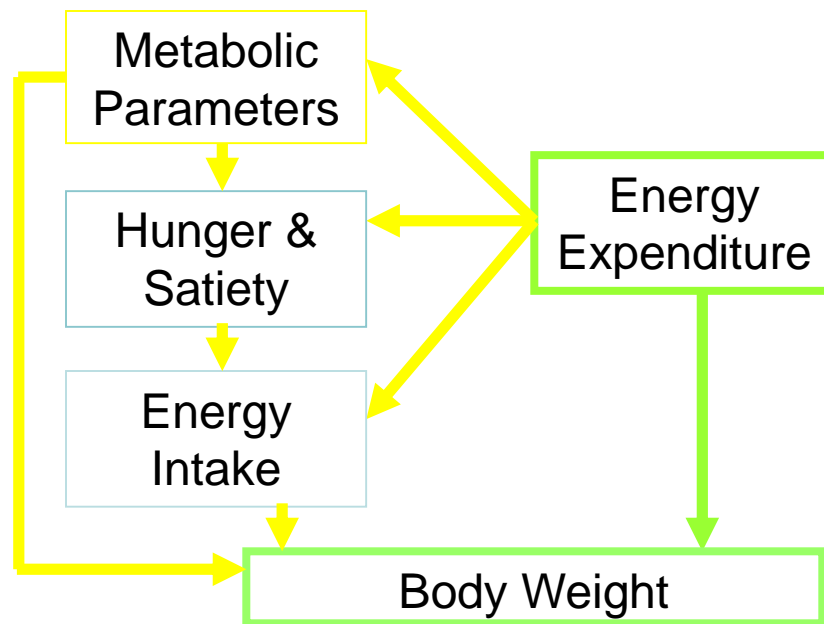 Metabolic
Parameters
Hunger &
Satiety
Energy
Intake
Energy
Expenditure
Body Weight